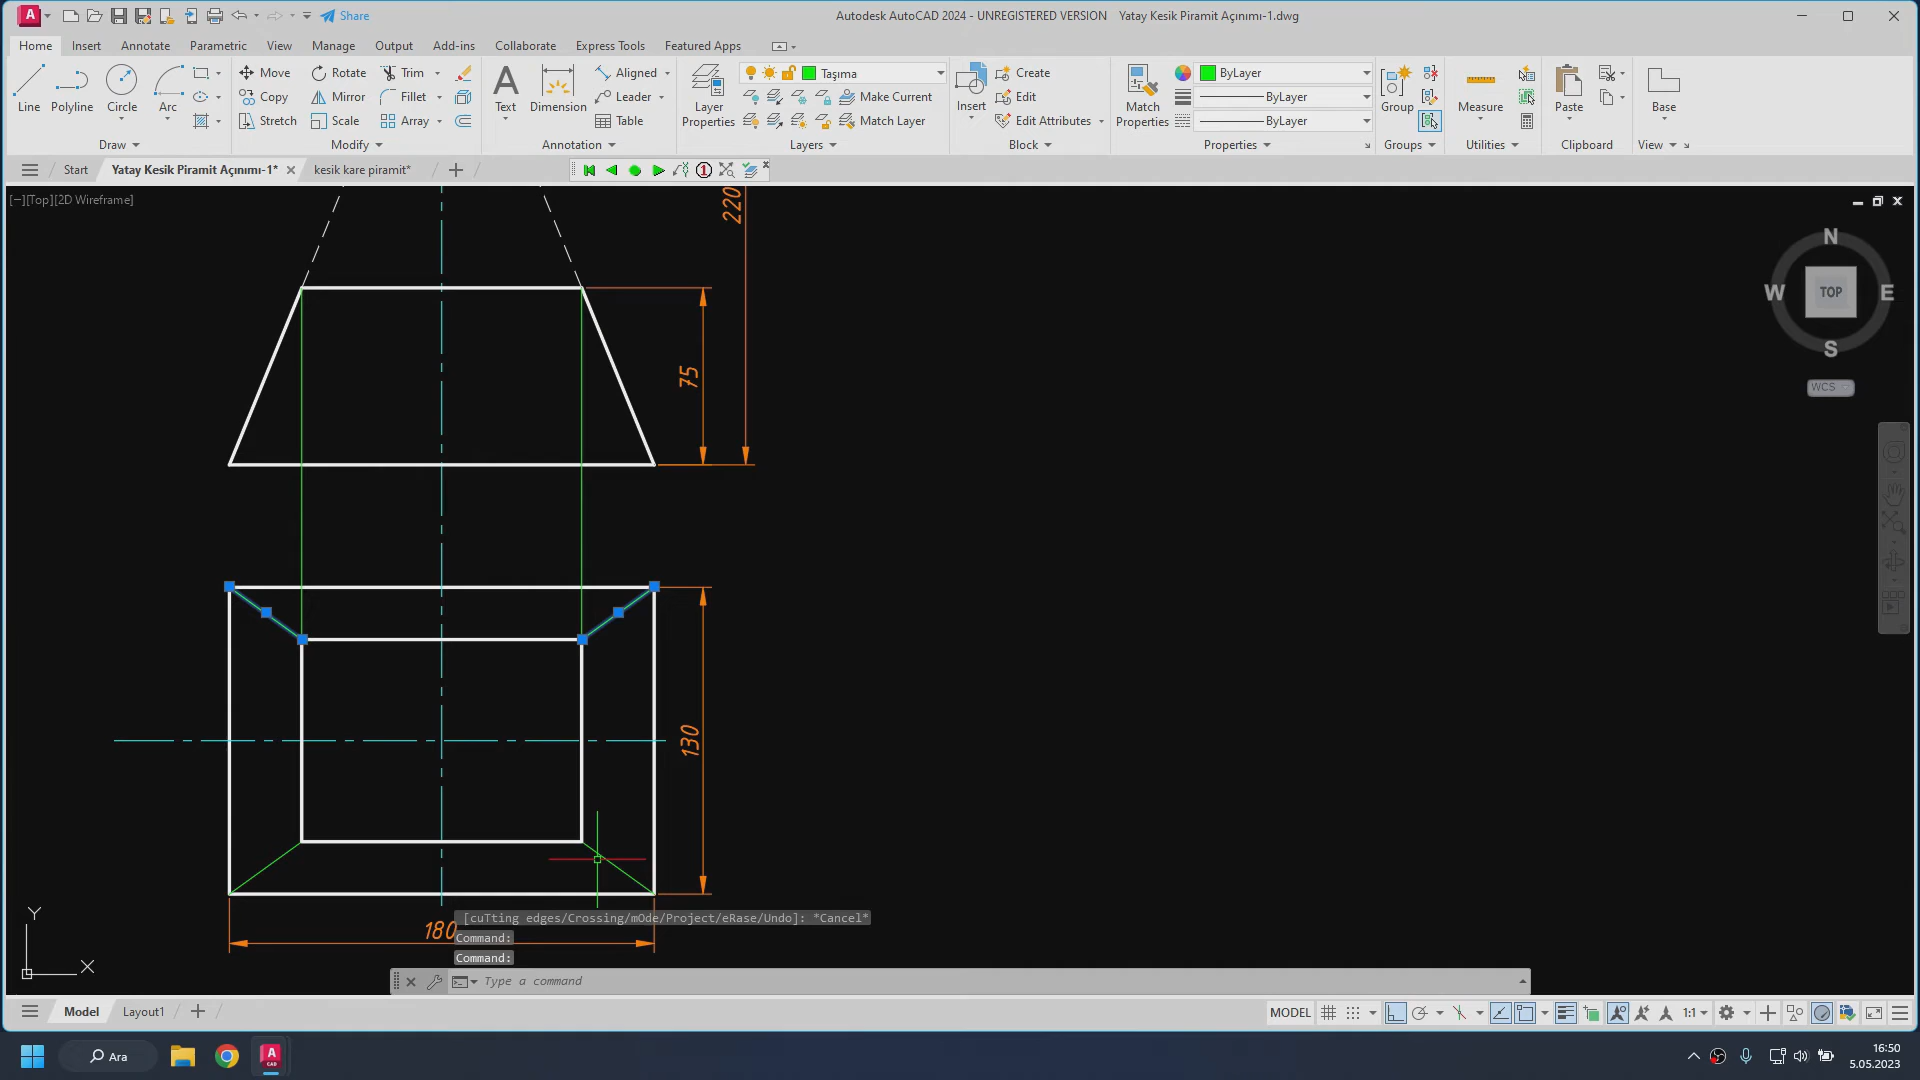 A Share Autodesk AutoCAD 2024 - UNREGISTERED VERSION Yatay Kesik Piramit Açınımı-1.dwg
Home Insert Annotate Parametric View Manage Output Add-ins Collaborate Express Tools Featured Apps
Move Rotate Trim Taşıma Create ByLayer
Aligned
Line Polyline Circle Arc Copy Mirror Fillet Text Dimension Leader Layer Properties Make Current Insert Edit Match Properties ByLayer Group Measure Paste Base
Stretch Scale Array Table Match Layer Edit Attributes ByLayer
Draw Modify Annotation Layers Block Properties Groups Utilities Clipboard View
Start Yatay Kesik Piramit Açınımı-1* kesik kare piramit*
[−][Top][2D Wireframe]
220
N
W TOP E
S
WCS
75
130
180
[cuTting edges/Crossing/mOde/Project/eRase/Undo]: *Cancel*
Command:
Command:
Y
X
Type a command
Model Layout1 MODEL 1:1
Ara
16:50
5.05.2023